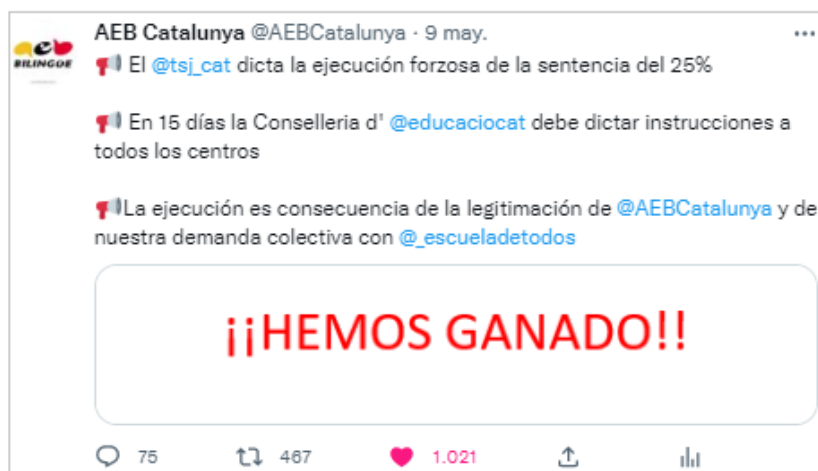 AEB Catalunya @AEBCatalunya · 9 may.
El @tsj_cat dicta la ejecución forzosa de la sentencia del 25%
En 15 días la Conselleria d' @educaciocat debe dictar instrucciones a
todos los centros
La ejecución es consecuencia de la legitimación de @AEBCatalunya y de
nuestra demanda colectiva con @_escueladetodos
¡¡HEMOS GANADO!!
75 467 1.021
aeb
BILINGÜE